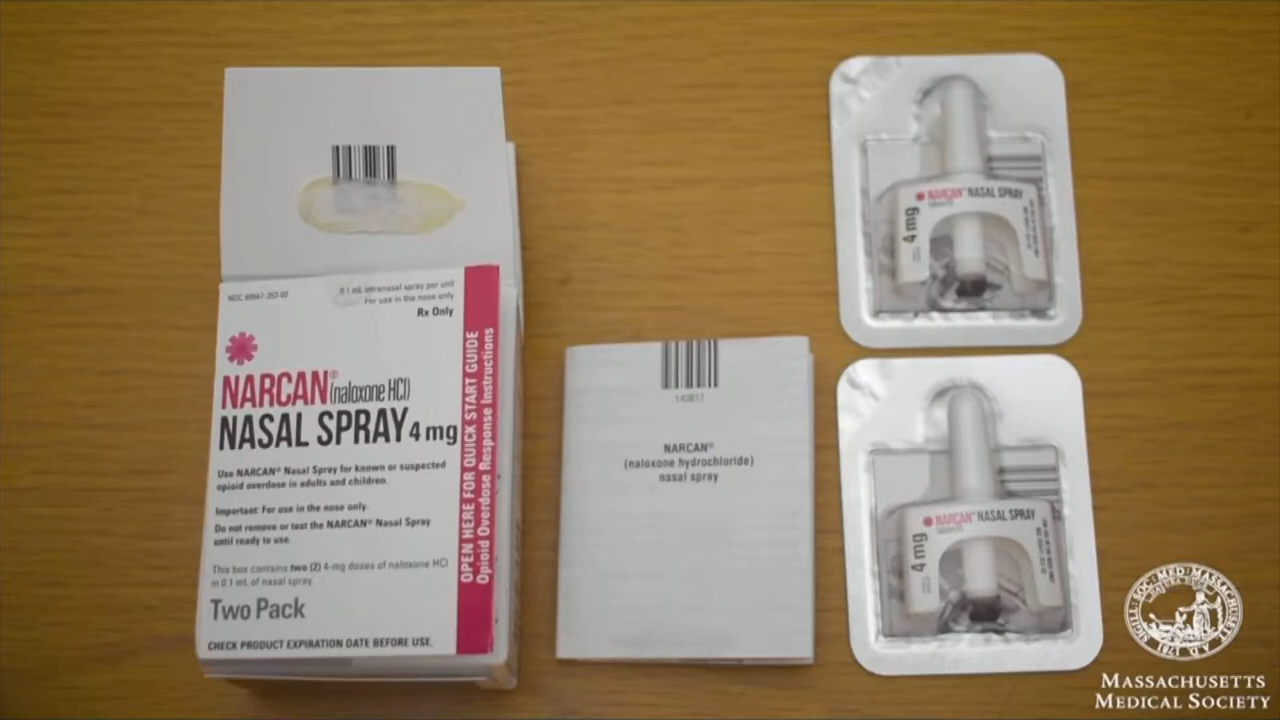 NDC 69547-353-02
0.1 mL intranasal spray per unit
For use in the nose only
Rx Only
NARCAN® (naloxone HCl)
NASAL SPRAY 4 mg
Use NARCAN® Nasal Spray for known or suspected
opioid overdose in adults and children.
Important: For use in the nose only.
Do not remove or test the NARCAN® Nasal Spray
until ready to use.
This box contains two (2) 4-mg doses of naloxone HCl
in 0.1 mL of nasal spray.
Two Pack
CHECK PRODUCT EXPIRATION DATE BEFORE USE.
OPEN HERE FOR QUICK START GUIDE
Opioid Overdose Response Instructions
NARCAN®
(naloxone hydrochloride)
nasal spray
NARCAN® NASAL SPRAY
4 mg
NARCAN® NASAL SPRAY
4 mg
MASSACHUSETTS
MEDICAL SOCIETY